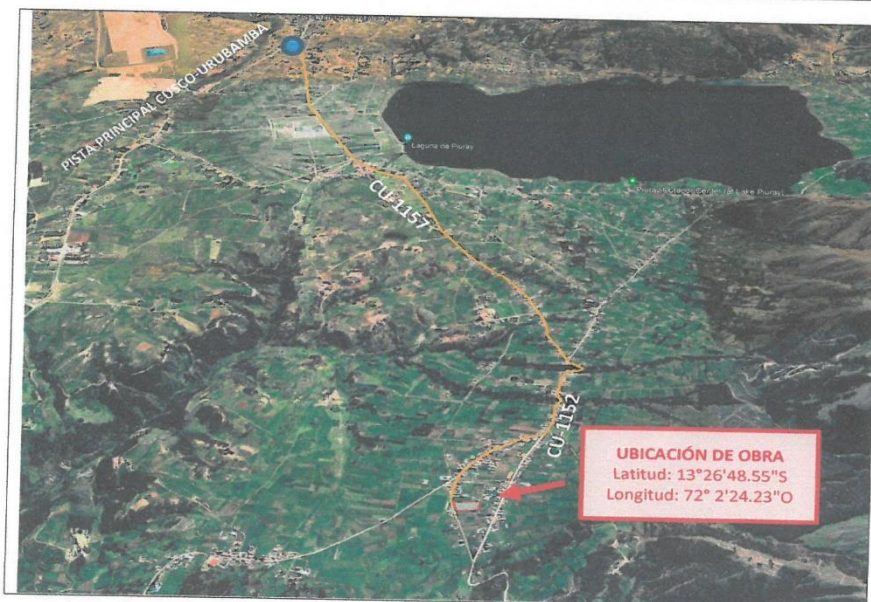 PISTA PRINCIPAL CUSCO-URUBAMBA
Laguna de Piuray
CU-1157
CU-1152
UBICACIÓN DE OBRA
Latitud: 13°26'48.55"S
Longitud: 72° 2'24.23"O